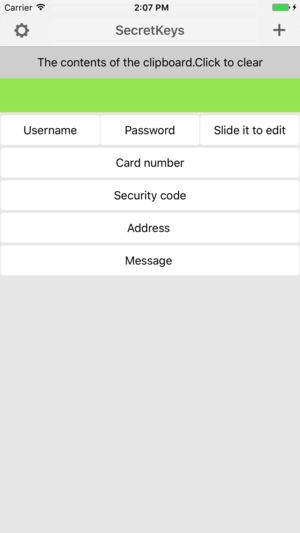 Carrier 2:07 PM
SecretKeys
The contents of the clipboard.Click to clear
Username Password Slide it to edit
Card number
Security code
Address
Message